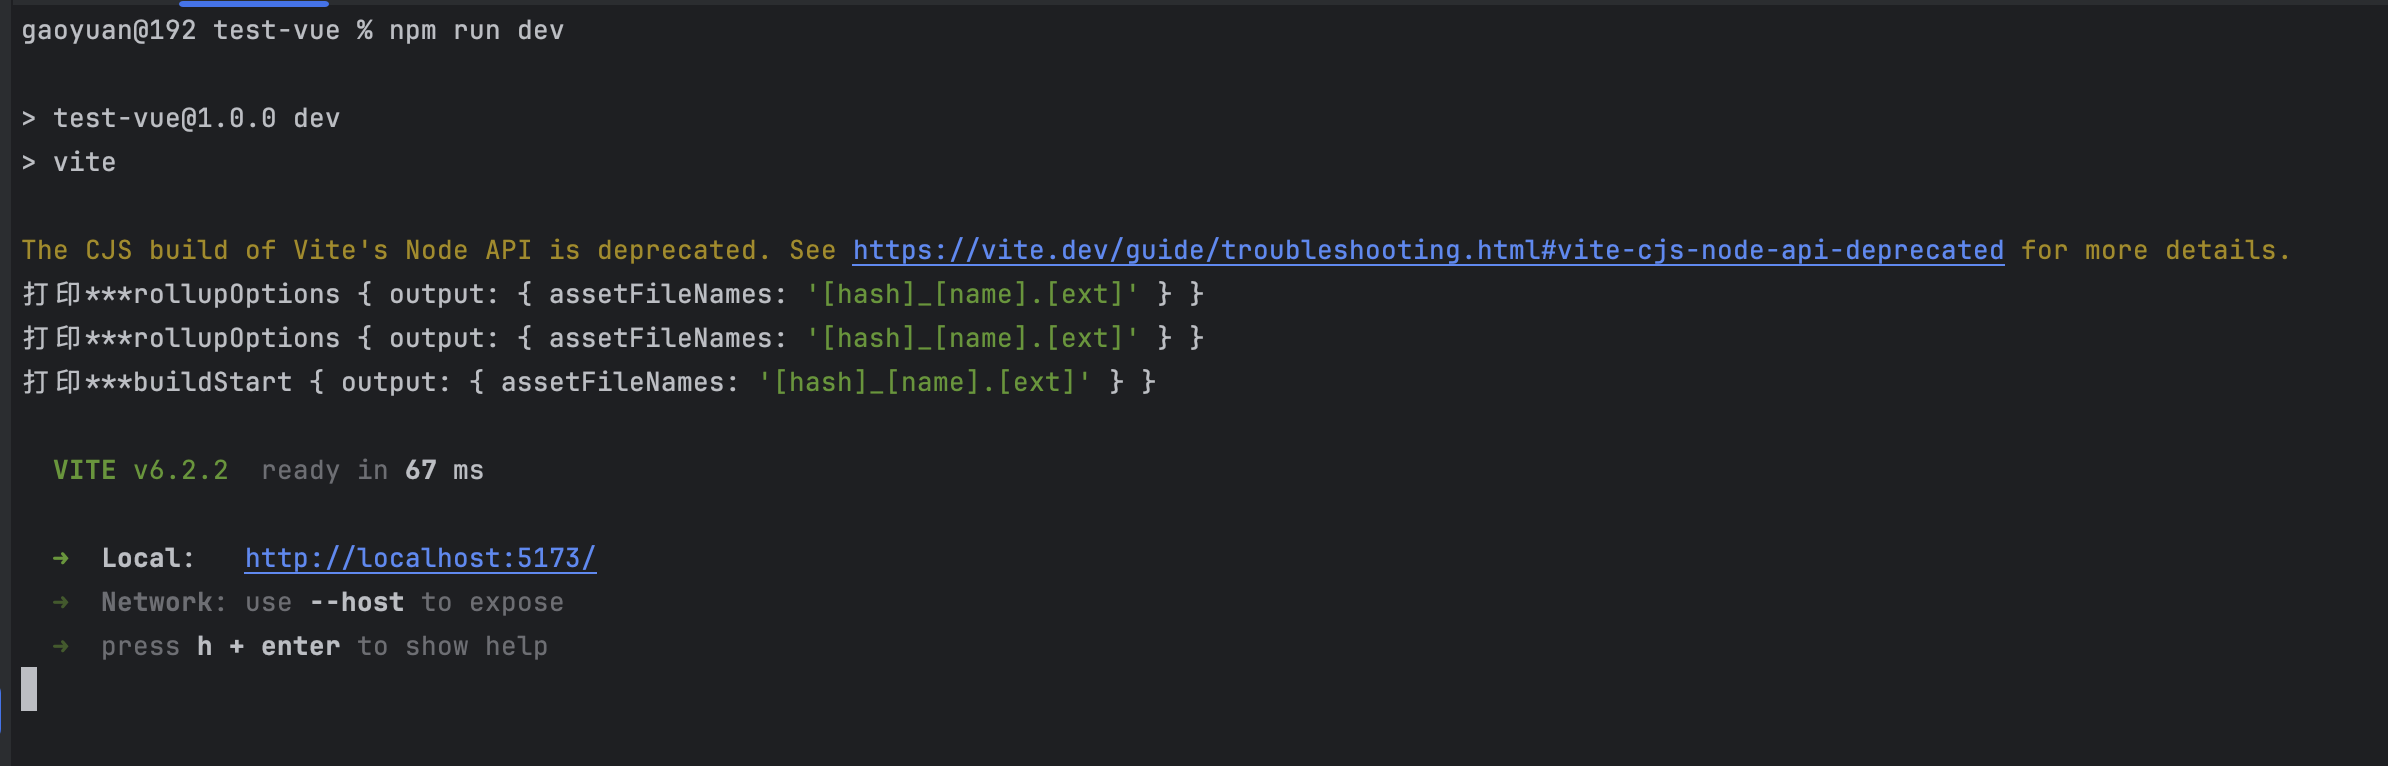 gaoyuan@192 test-vue % npm run dev
> test-vue@1.0.0 dev
> vite
The CJS build of Vite's Node API is deprecated. See https://vite.dev/guide/troubleshooting.html#vite-cjs-node-api-deprecated for more details.
打印***rollupOptions { output: { assetFileNames: '[hash]_[name].[ext]' } }
打印***rollupOptions { output: { assetFileNames: '[hash]_[name].[ext]' } }
打印***buildStart { output: { assetFileNames: '[hash]_[name].[ext]' } }
VITE v6.2.2  ready in 67 ms
➜  Local:   http://localhost:5173/
➜  Network: use --host to expose
➜  press h + enter to show help